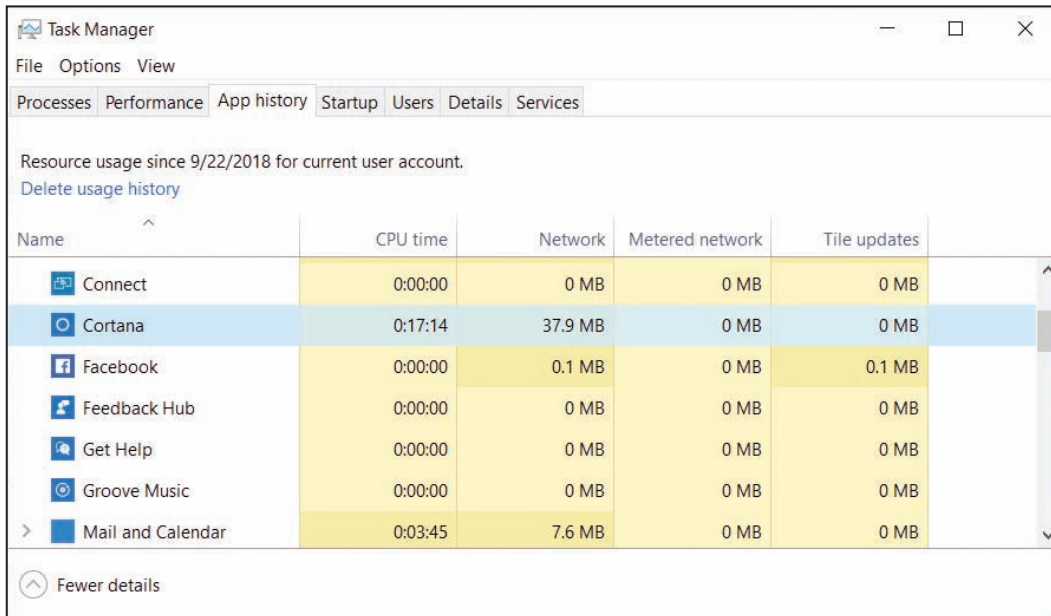 Task Manager
File Options View
Processes Performance App history Startup Users Details Services
Resource usage since 9/22/2018 for current user account.
Delete usage history
Name CPU time Network Metered network Tile updates
Connect 0:00:00 0 MB 0 MB 0 MB
Cortana 0:17:14 37.9 MB 0 MB 0 MB
Facebook 0:00:00 0.1 MB 0 MB 0.1 MB
Feedback Hub 0:00:00 0 MB 0 MB 0 MB
Get Help 0:00:00 0 MB 0 MB 0 MB
Groove Music 0:00:00 0 MB 0 MB 0 MB
Mail and Calendar 0:03:45 7.6 MB 0 MB 0 MB
Fewer details